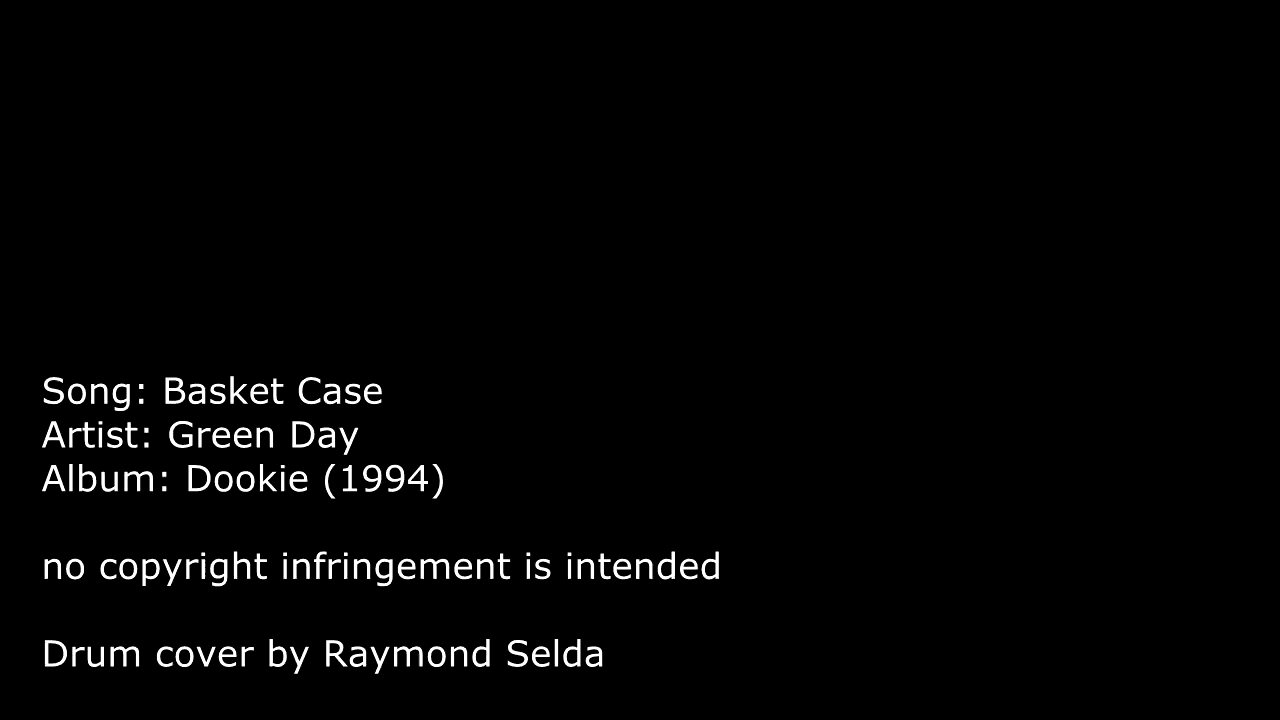 Song: Basket Case
Artist: Green Day
Album: Dookie (1994)
no copyright infringement is intended
Drum cover by Raymond Selda